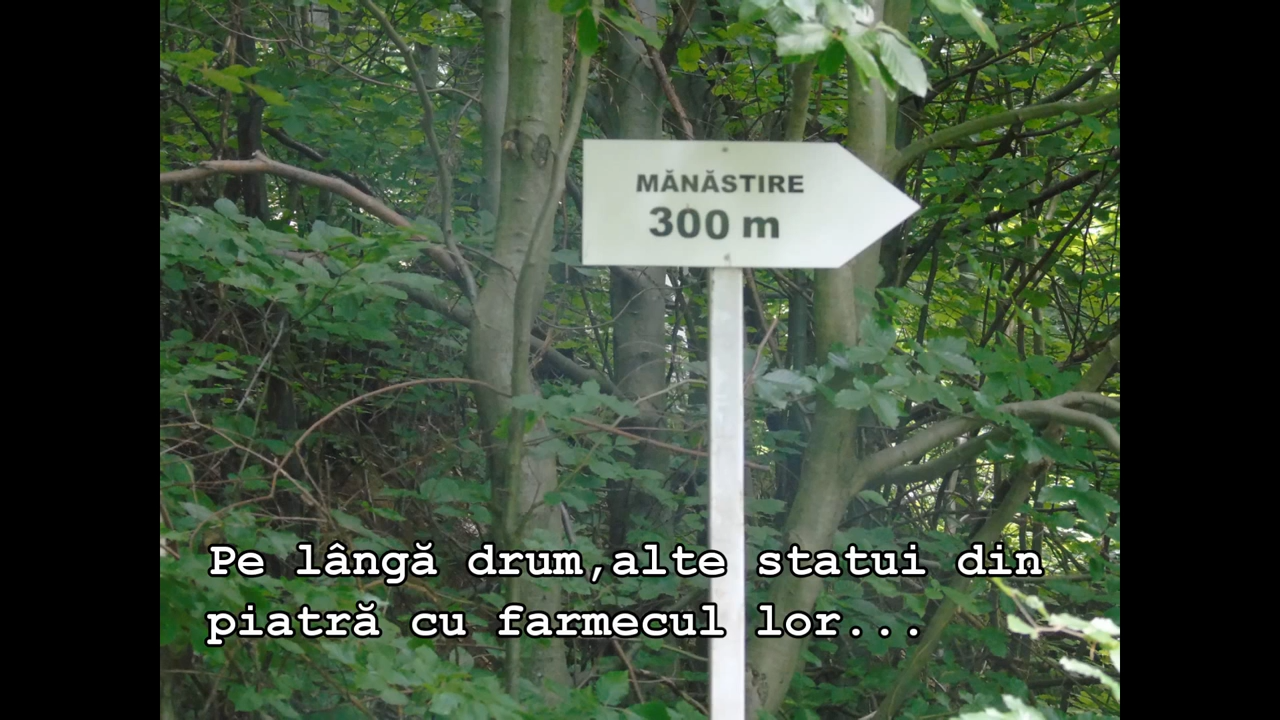 MĂNĂSTIRE
300 m
Pe lângă drum,alte statui din
piatră cu farmecul lor...